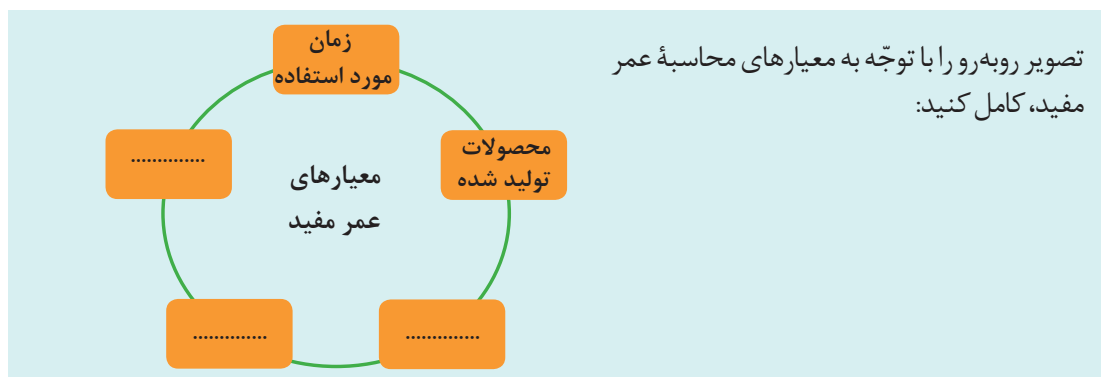 تصویر روبه‌رو را با توجّه به معیارهای محاسبهٔ عمر
مفید، کامل کنید:
زمان
مورد استفاده
محصولات
تولید شده
..............
معیارهای
عمر مفید
..............
..............